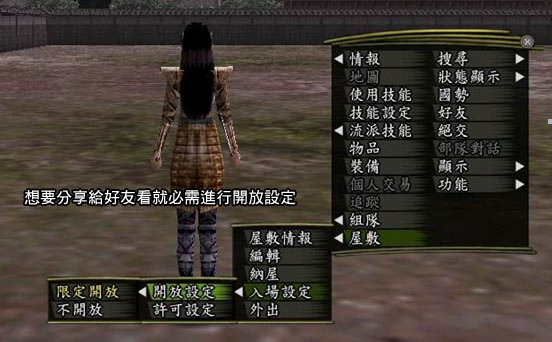 情報
地圖
使用技能
技能設定
流派技能
物品
裝備
個人交易
追蹤
組隊
屋敷
搜尋
狀態顯示
國勢
好友
絕交
部隊對話
顯示
功能
想要分享給好友看就必需進行開放設定
屋敷情報
編輯
納屋
入場設定
外出
開放設定
許可設定
限定開放
不開放